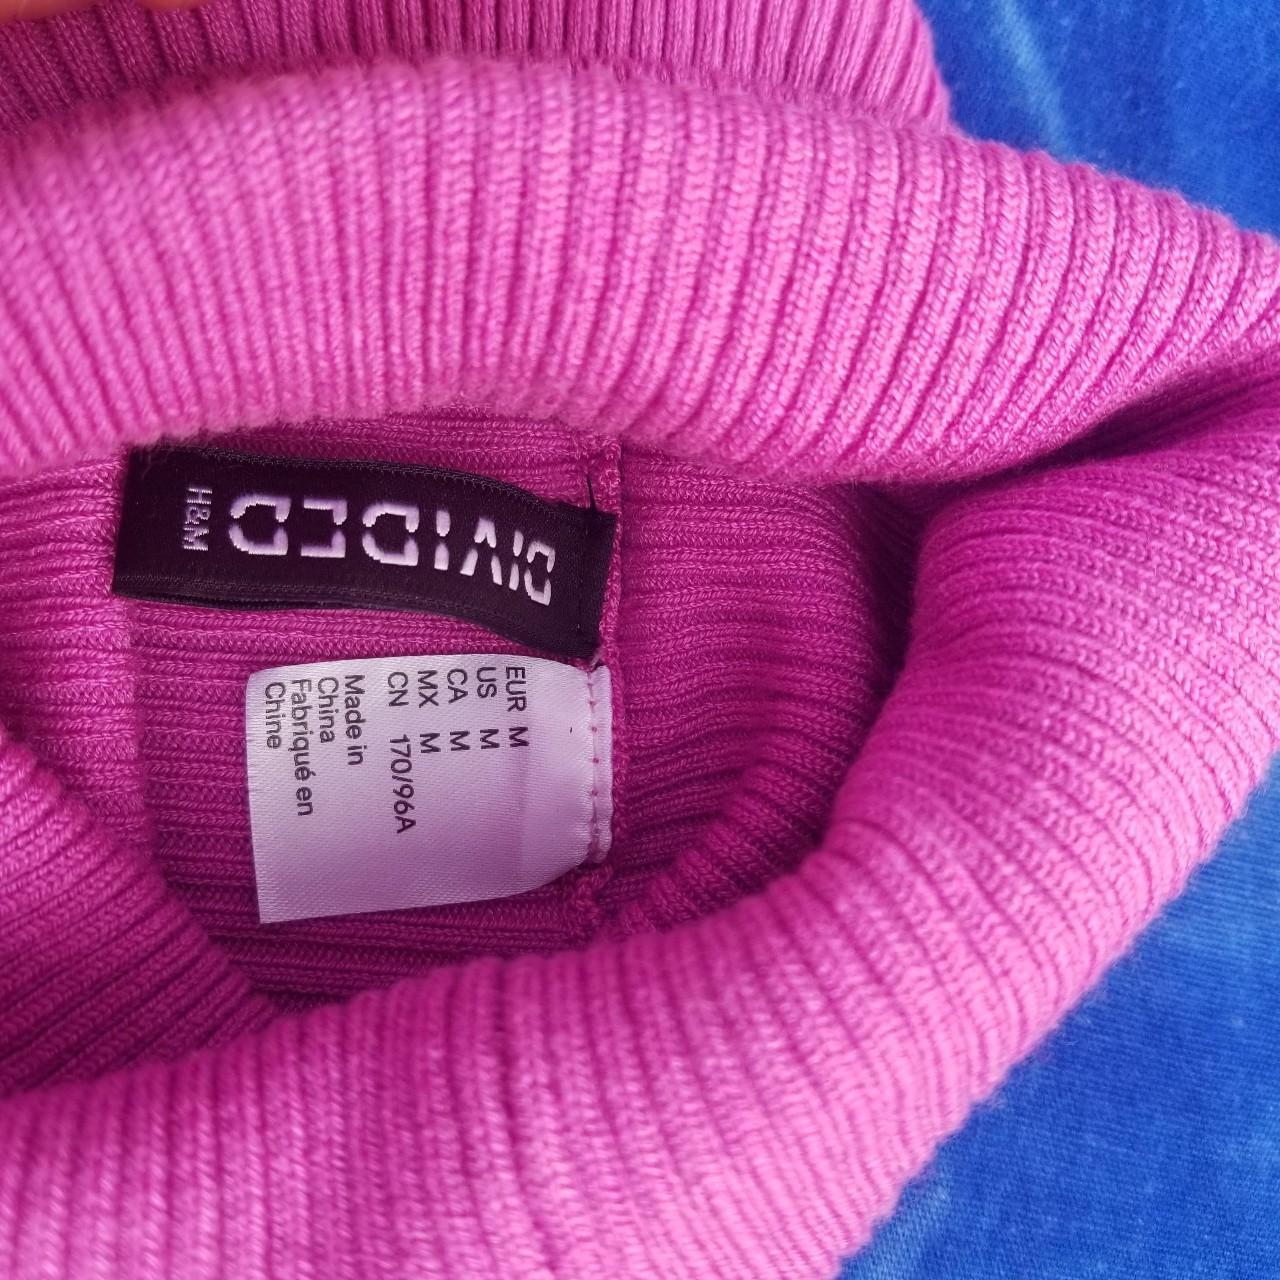 DIVIDED
H&M
EUR M
US M
CA M
MX M
CN 170/96A
Made in
China
Fabriqué en
Chine